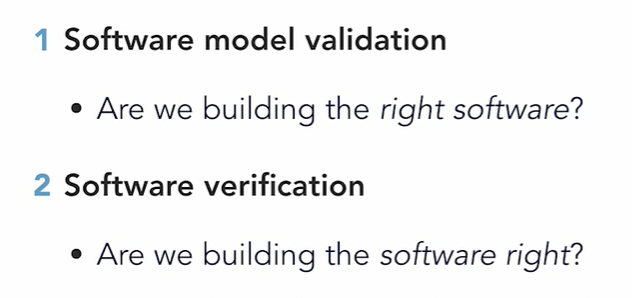 1 Software model validation
• Are we building the right software?
2 Software verification
• Are we building the software right?